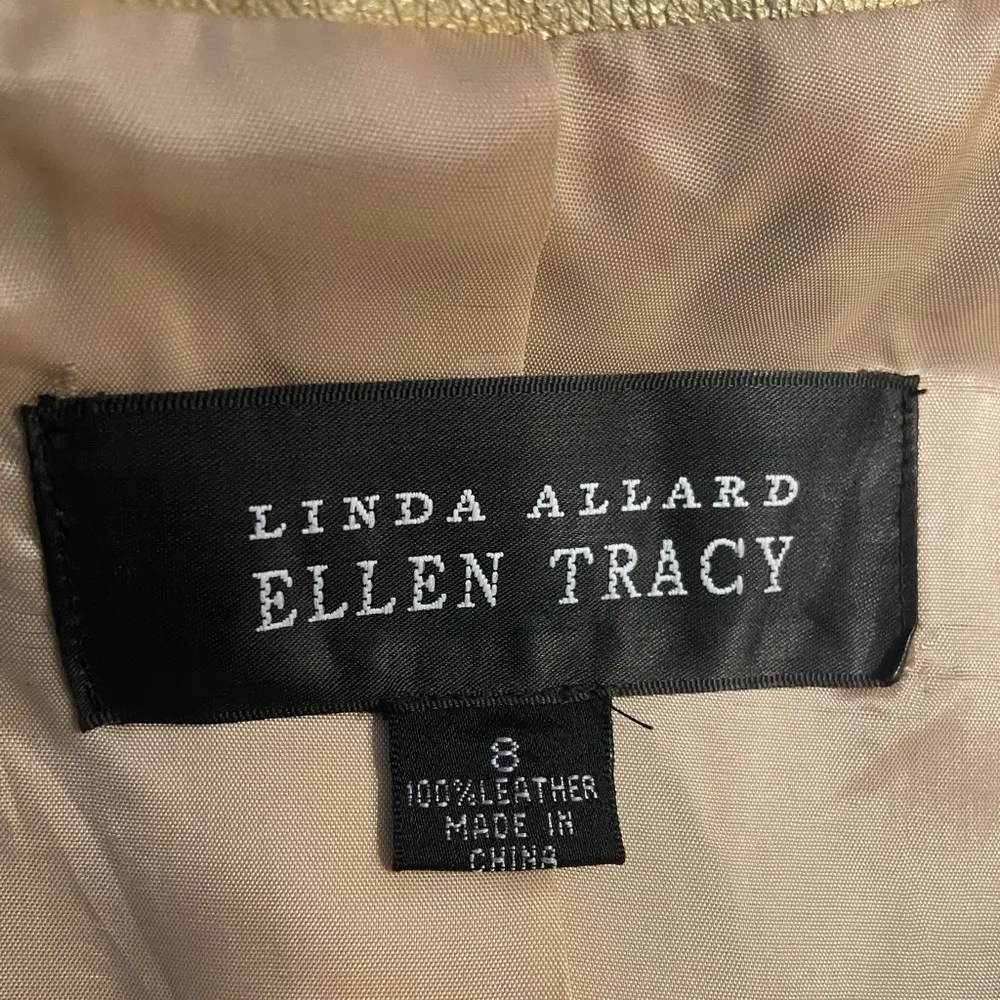 LINDA ALLARD
ELLEN TRACY
8
100%LEATHER
MADE IN
CHINA